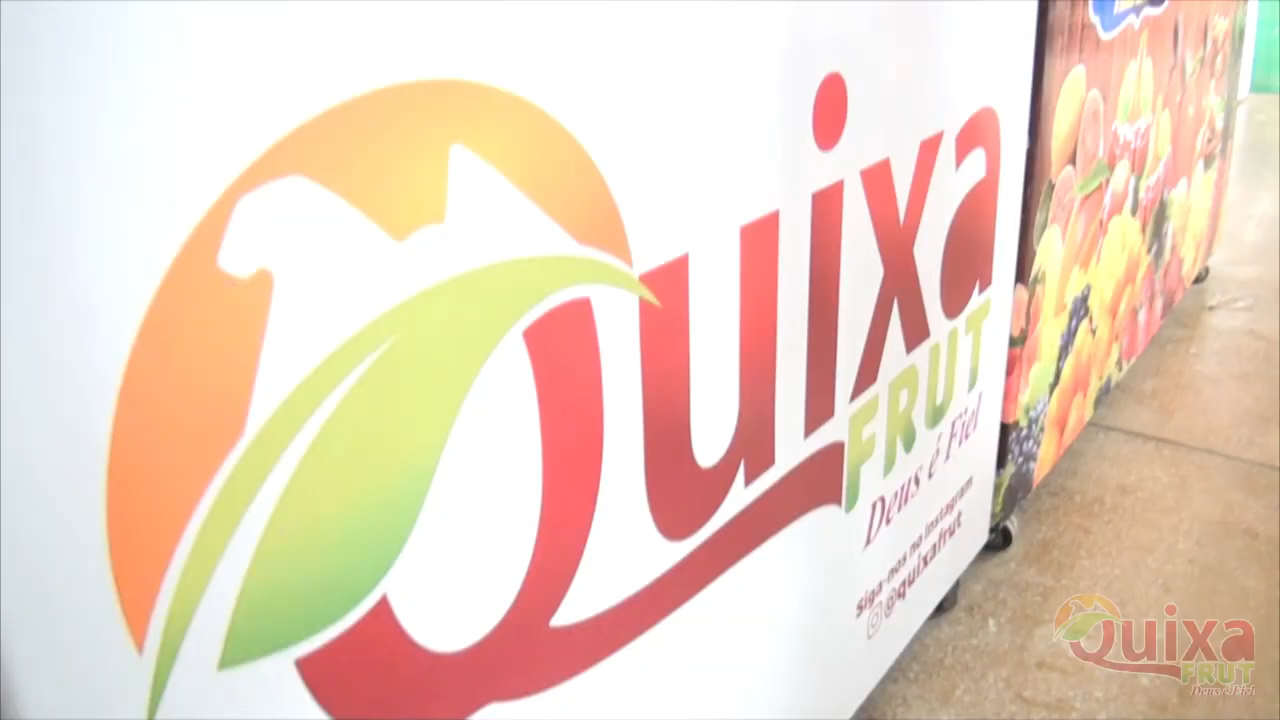 Quixa
FRUT
Deus é Fiel
Siga-nos no instagram
@quixafrut
Quixa
FRUT
Deus é Fiel